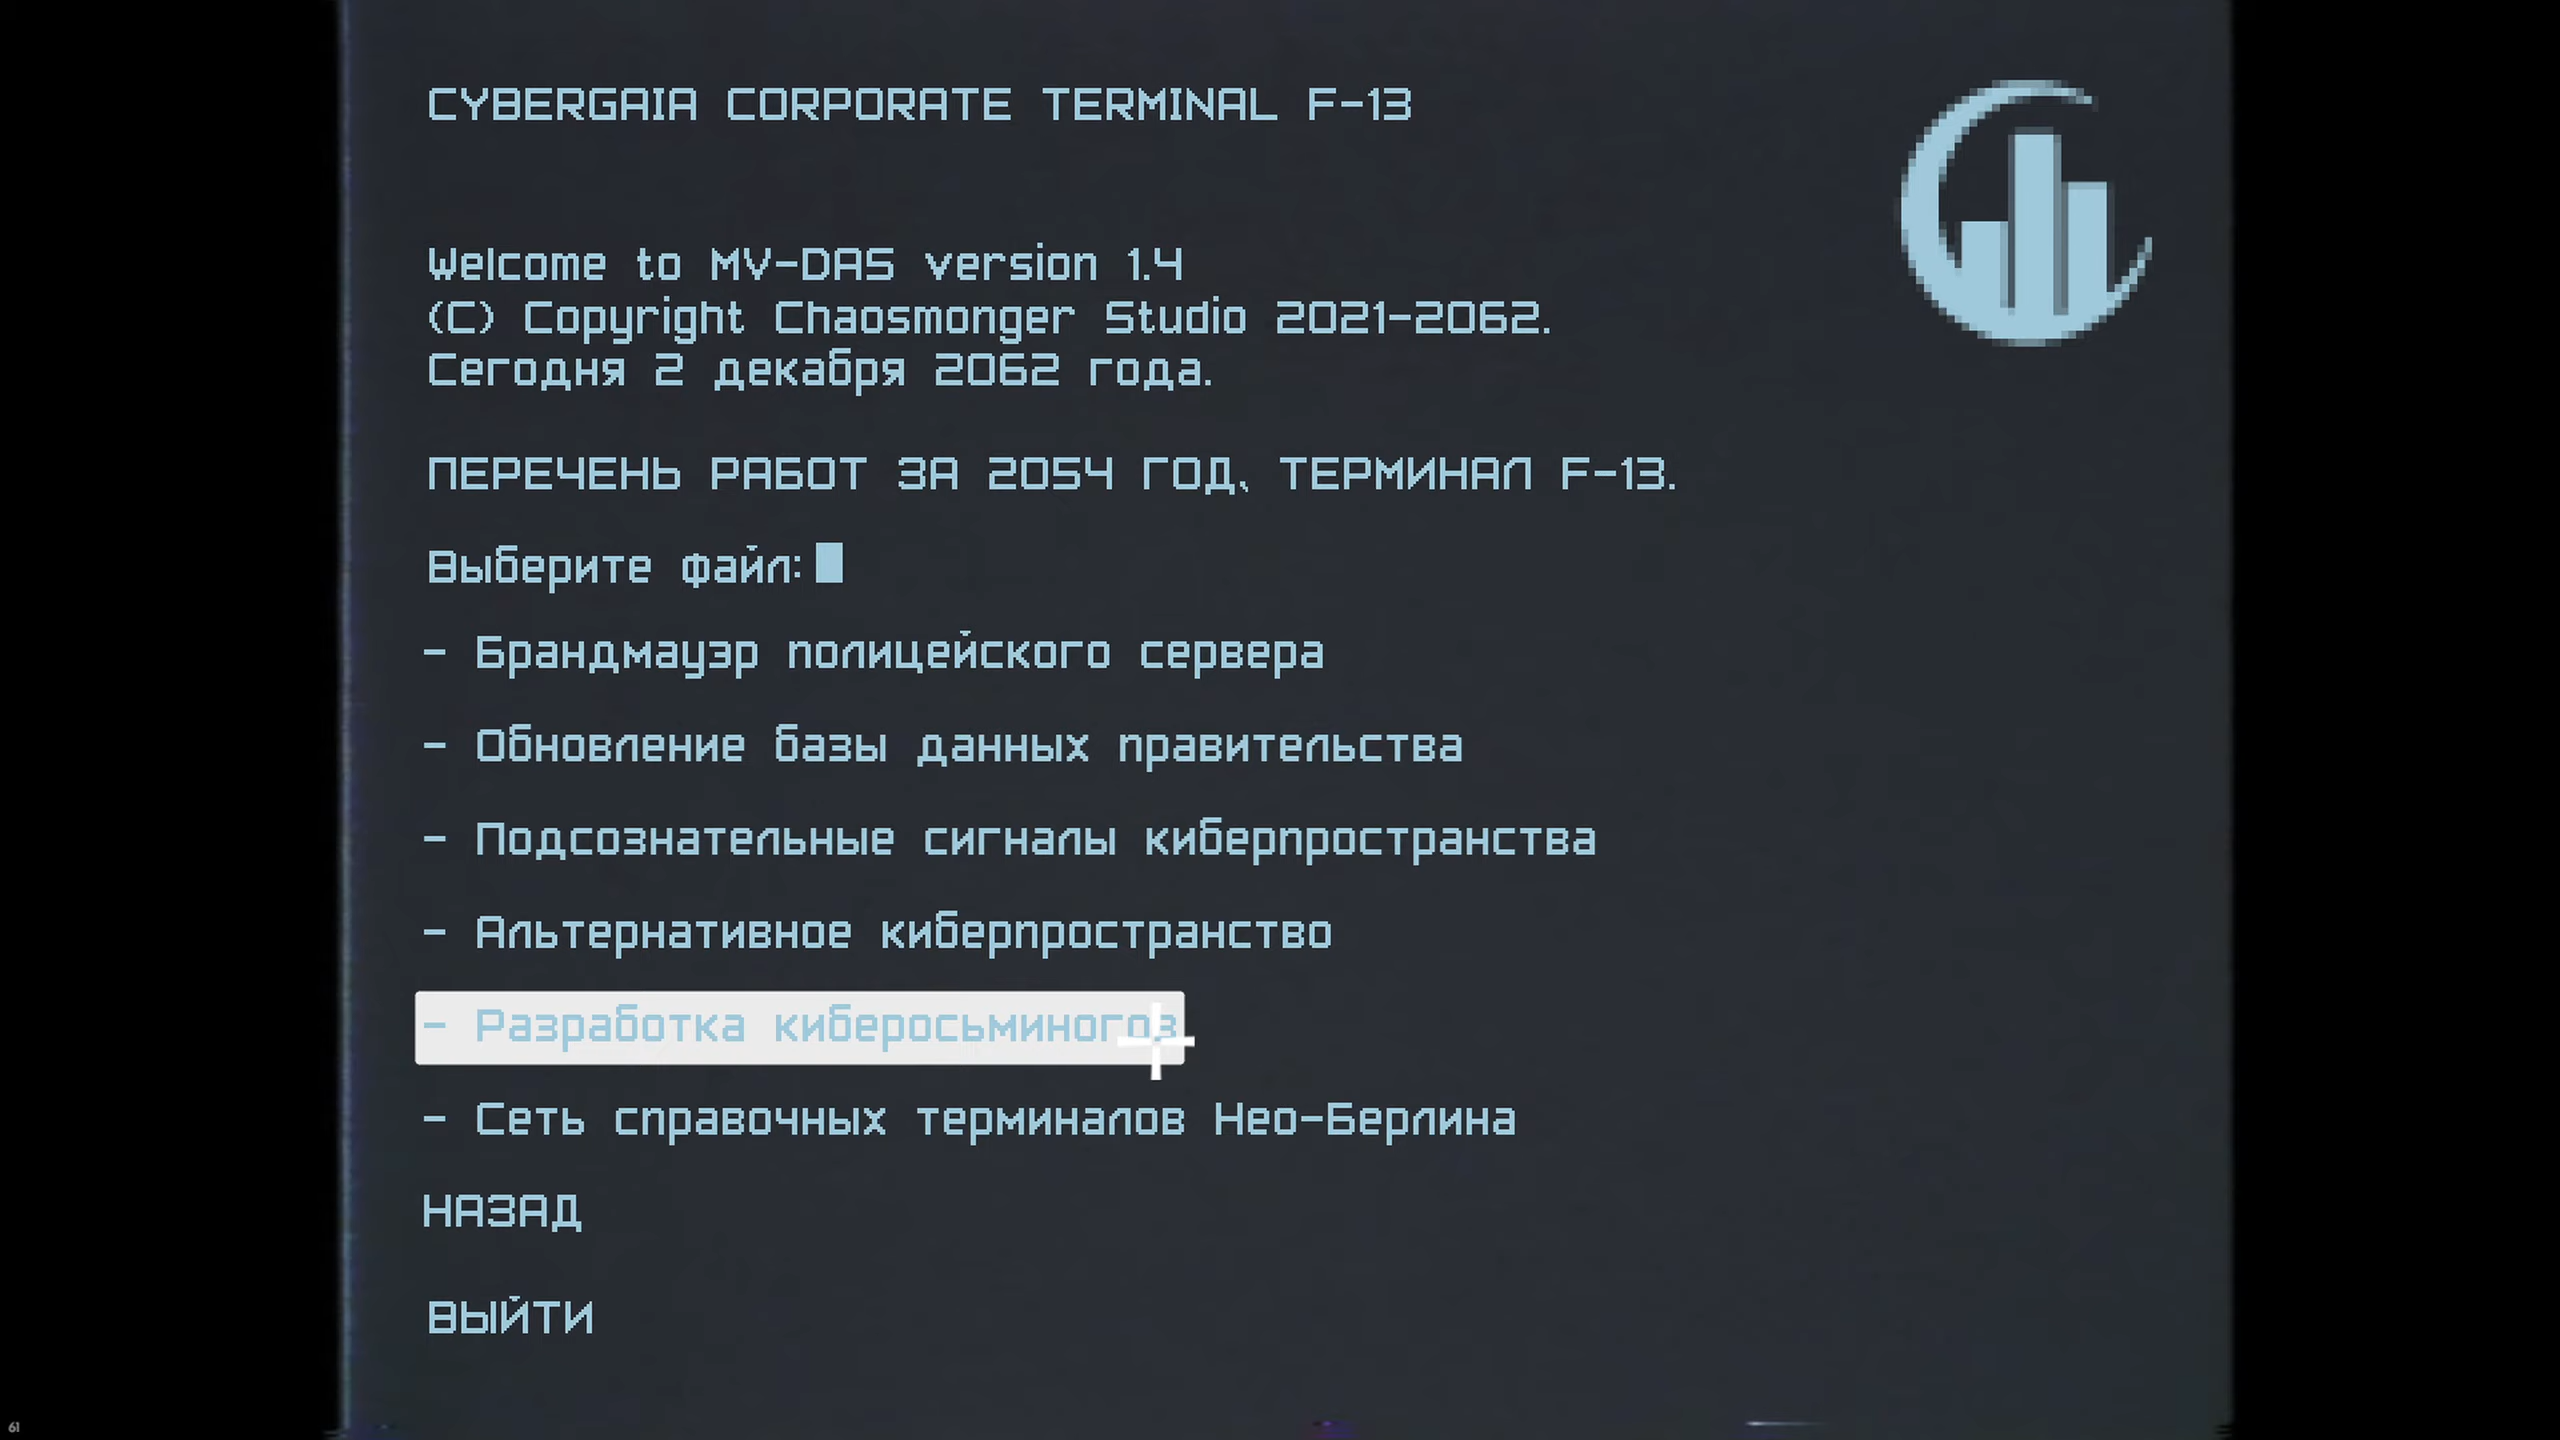 CYBERGAIA CORPORATE TERMINAL F-13
Welcome to MV-DAS version 1.4
(C) Copyright Chaosmonger Studio 2021-2062.
Сегодня 2 декабря 2062 года.
ПЕРЕЧЕНЬ РАБОТ ЗА 2054 ГОД, ТЕРМИНАЛ F-13.
Выберите файл:
- Брандмауэр полицейского сервера
- Обновление базы данных правительства
- Подсознательные сигналы киберпространства
- Альтернативное киберпространство
- Разработка киберосьминогов
- Сеть справочных терминалов Нео-Берлина
НАЗАД
ВЫЙТИ
61